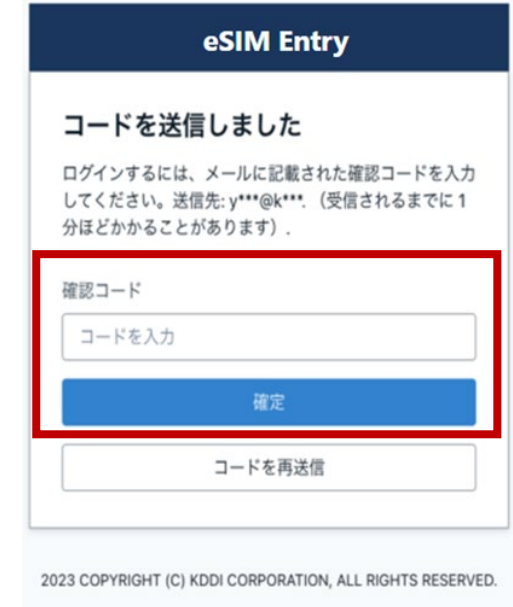 eSIM Entry
コードを送信しました
ログインするには、メールに記載された確認コードを入力
してください。送信先: y***@k***. （受信されるまでに 1
分ほどかかることがあります）.
確認コード
コードを入力
確定
コードを再送信
2023 COPYRIGHT (C) KDDI CORPORATION, ALL RIGHTS RESERVED.